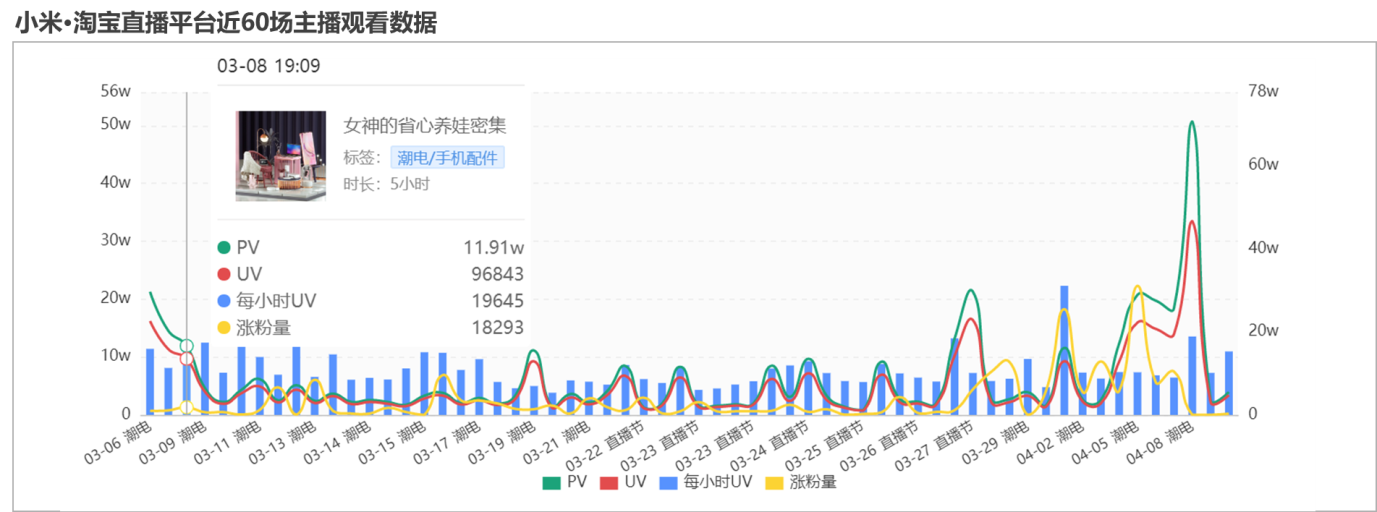 小米•淘宝直播平台近60场主播观看数据
03-08 19:09
56w
78w
女神的省心养娃密集
50w
标签：
潮电/手机配件
60w
40w
时长：5小时
30w
PV
11.91w
40w
UV
96843
20w
每小时UV
19645
20w
涨粉量
18293
10w
0
0
03-06 潮电
03-09 潮电
03-11 潮电
03-13 潮电
03-14 潮电
03-15 潮电
03-17 潮电
03-19 潮电
03-21 潮电
03-22 直播节
03-23 直播节
03-23 直播节
03-24 直播节
03-25 直播节
03-26 直播节
03-27 直播节
03-29 潮电
04-02 潮电
04-05 潮电
04-08 潮电
PV
UV
每小时UV
涨粉量